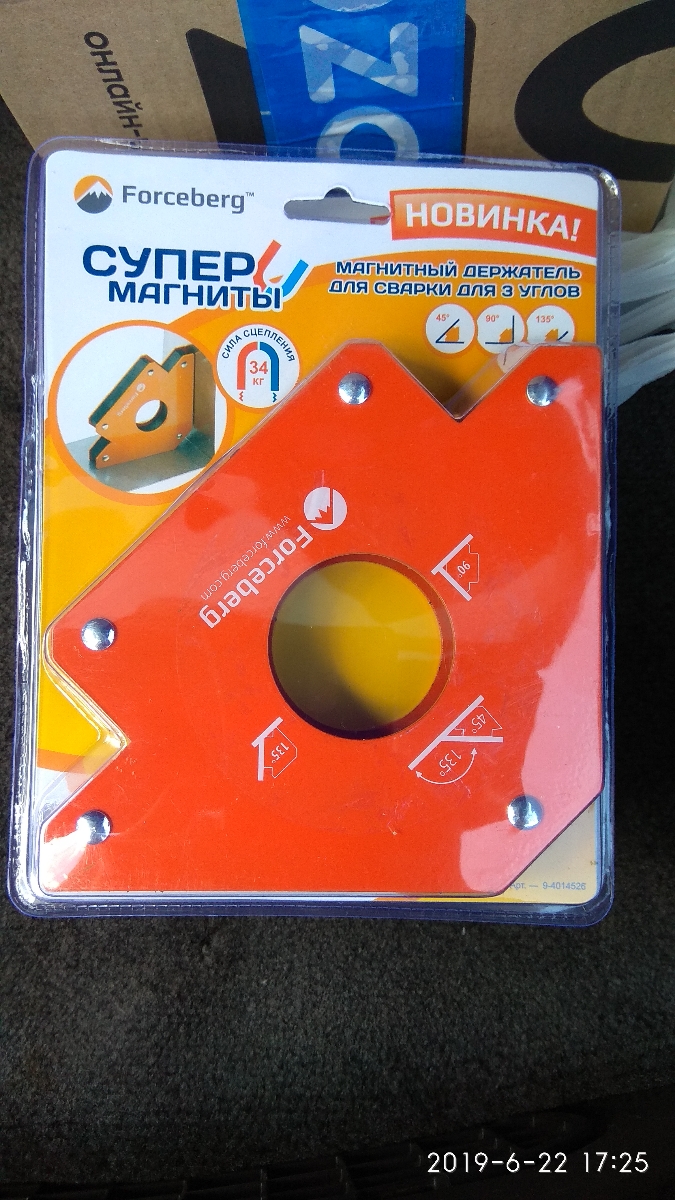 ОНЛАЙН-
OZO
Forceberg™
НОВИНКА!
СУПЕР
МАГНИТЫ
МАГНИТНЫЙ ДЕРЖАТЕЛЬ
ДЛЯ СВАРКИ ДЛЯ 3 УГЛОВ
45° 90° 135°
СИЛА СЦЕПЛЕНИЯ
34
КГ
Forceberg
www.forceberg.com
90°
45°
135°
135°
Арт. — 9-4014526
2019-6-22 17:25